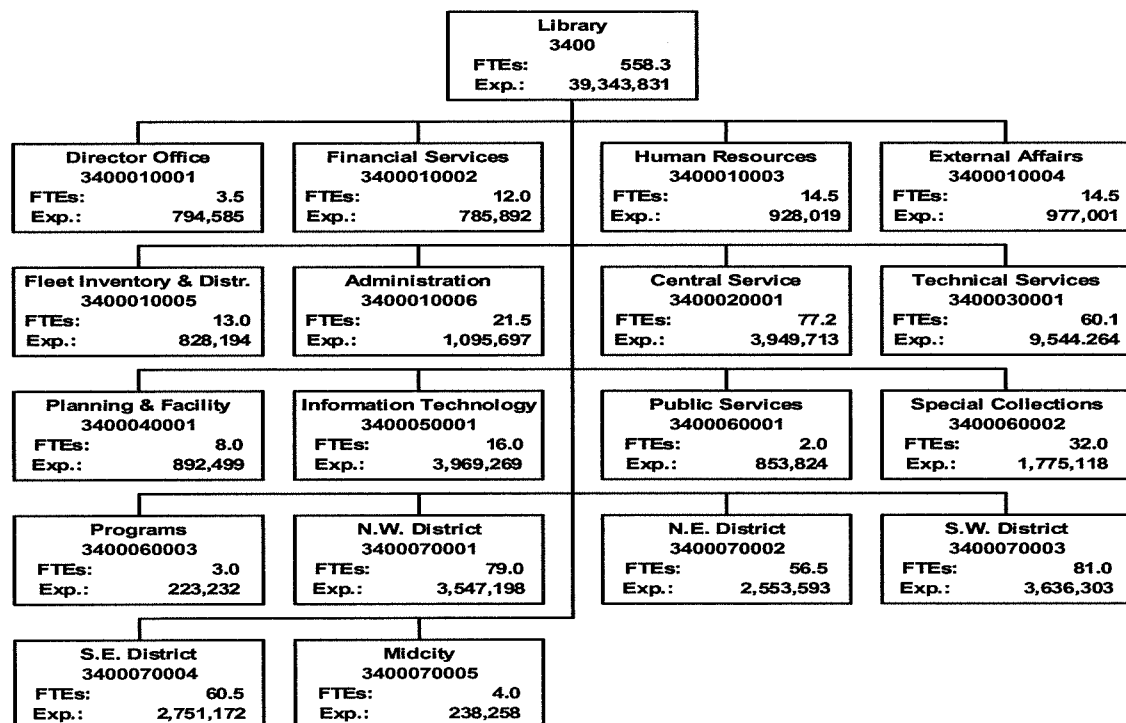 Library
3400
FTEs: 558.3
Exp.: 39,343,831
Director Office
3400010001
FTEs: 3.5
Exp.: 794,585
Financial Services
3400010002
FTEs: 12.0
Exp.: 785,892
Human Resources
3400010003
FTEs: 14.5
Exp.: 928,019
External Affairs
3400010004
FTEs: 14.5
Exp.: 977,001
Fleet Inventory & Distr.
3400010005
FTEs: 13.0
Exp.: 828,194
Administration
3400010006
FTEs: 21.5
Exp.: 1,095,697
Central Service
3400020001
FTEs: 77.2
Exp.: 3,949,713
Technical Services
3400030001
FTEs: 60.1
Exp.: 9,544.264
Planning & Facility
3400040001
FTEs: 8.0
Exp.: 892,499
Information Technology
3400050001
FTEs: 16.0
Exp.: 3,969,269
Public Services
3400060001
FTEs: 2.0
Exp.: 853,824
Special Collections
3400060002
FTEs: 32.0
Exp.: 1,775,118
Programs
3400060003
FTEs: 3.0
Exp.: 223,232
N.W. District
3400070001
FTEs: 79.0
Exp.: 3,547,198
N.E. District
3400070002
FTEs: 56.5
Exp.: 2,553,593
S.W. District
3400070003
FTEs: 81.0
Exp.: 3,636,303
S.E. District
3400070004
FTEs: 60.5
Exp.: 2,751,172
Midcity
3400070005
FTEs: 4.0
Exp.: 238,258